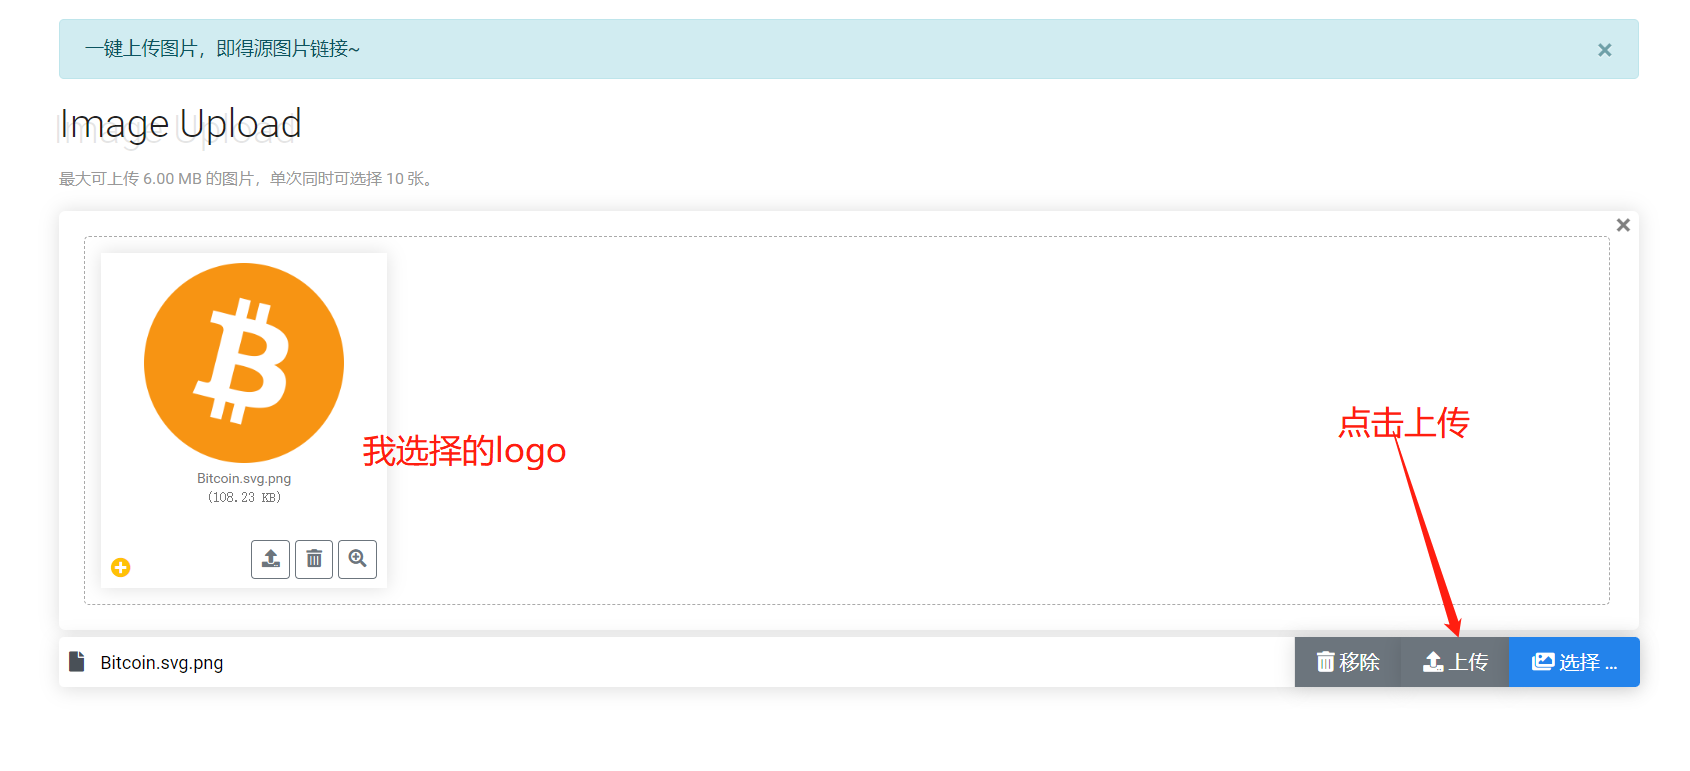 一键上传图片，即得源图片链接~
×
Image Upload
最大可上传 6.00 MB 的图片，单次同时可选择 10 张。
Bitcoin.svg.png
(108.23 KB)
我选择的logo
点击上传
Bitcoin.svg.png
移除 上传 选择 ...